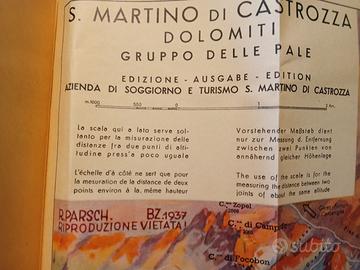 S. MARTINO DI CASTROZZA
DOLOMITI
GRUPPO DELLE PALE
EDIZIONE - AUSGABE - EDITION
AZIENDA DI SOGGIORNO E TURISMO S. MARTINO DI CASTROZZA
m. 1000 500 0 1 2 Km.
La scala qui a lato serve sol-
tanto per la misurazione delle
distanze fra due punti di alti-
tudine press'a poco uguale
Vorstehender Maßstab dient
nur zur Messung d. Entfernung
zwischen zwei Punkten von
annähernd gleicher Höhenlage
L'échelle d'à côté ne sert que pour
la mesuration de la distance de deux
points environ à la même hauteur
The use of the scale is for the
measuring the distance between two
points of about the same altitude
R. PARSCH. BZ. 1937
RIPRODUZIONE VIETATA!
C.ma Zopel
C.ma di Campido
C.ma di Focobon
subito